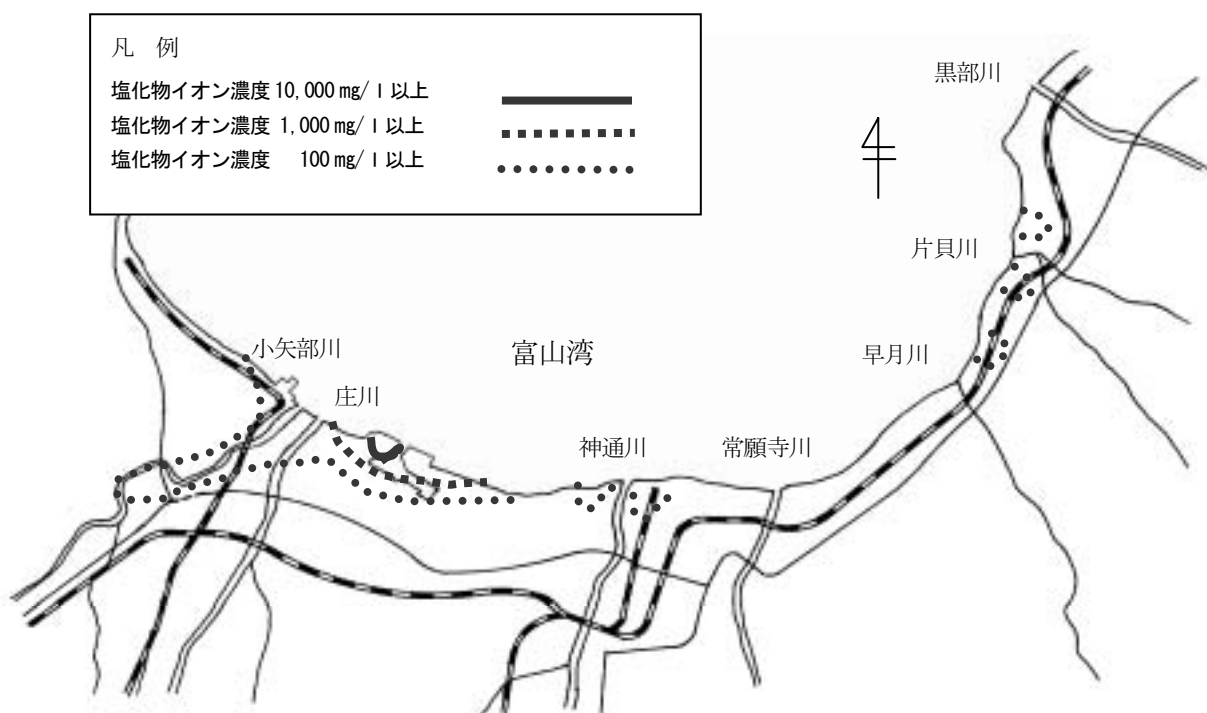 凡 例
塩化物イオン濃度 10,000 mg/l 以上
塩化物イオン濃度 1,000 mg/l 以上
塩化物イオン濃度 100 mg/l 以上
黒部川
片貝川
早月川
富山湾
小矢部川
庄川
神通川
常願寺川